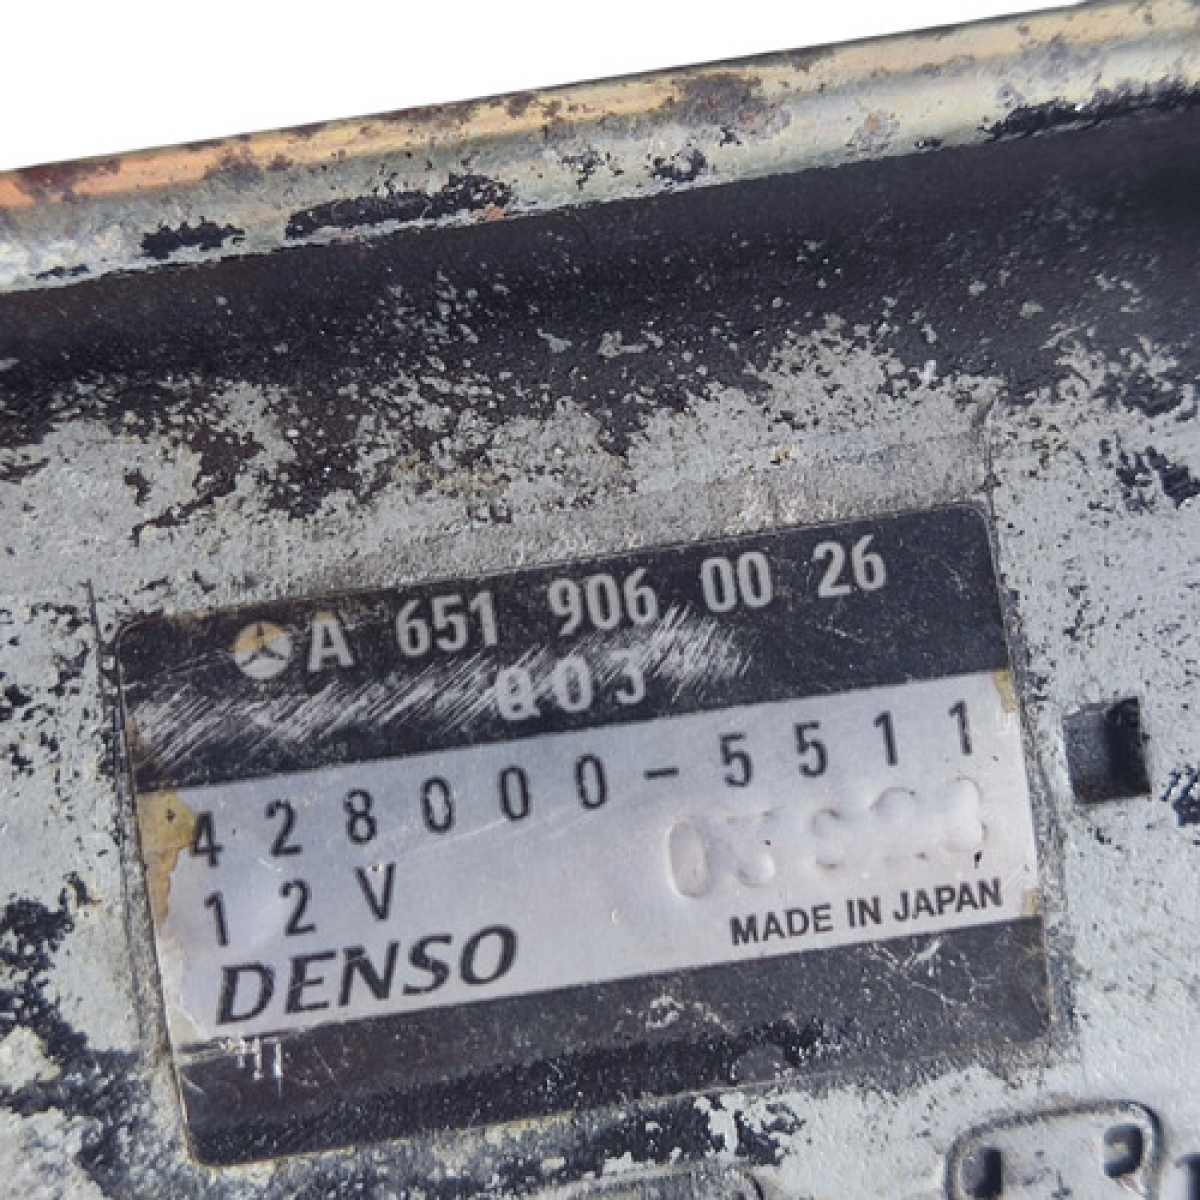 A 651 906 00 26
Q03
428000-5511
12V
DENSO
MADE IN JAPAN